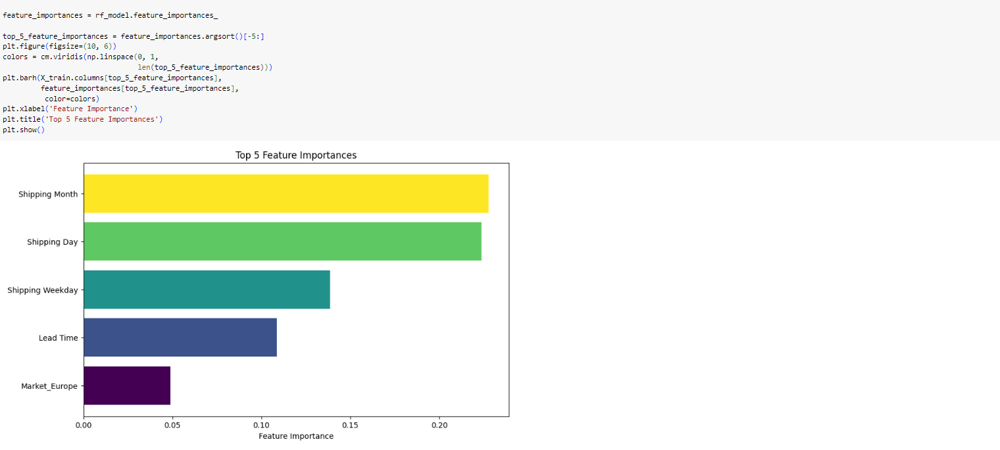 feature_importances = rf_model.feature_importances_
top_5_feature_importances = feature_importances.argsort()[-5:]
plt.figure(figsize=(10, 6))
colors = cm.viridis(np.linspace(0, 1,
len(top_5_feature_importances)))
plt.barh(X_train.columns[top_5_feature_importances],
feature_importances[top_5_feature_importances],
color=colors)
plt.xlabel('Feature Importance')
plt.title('Top 5 Feature Importances')
plt.show()
Top 5 Feature Importances
Shipping Month
Shipping Day
Shipping Weekday
Lead Time
Market_Europe
0.00 0.05 0.10 0.15 0.20
Feature Importance